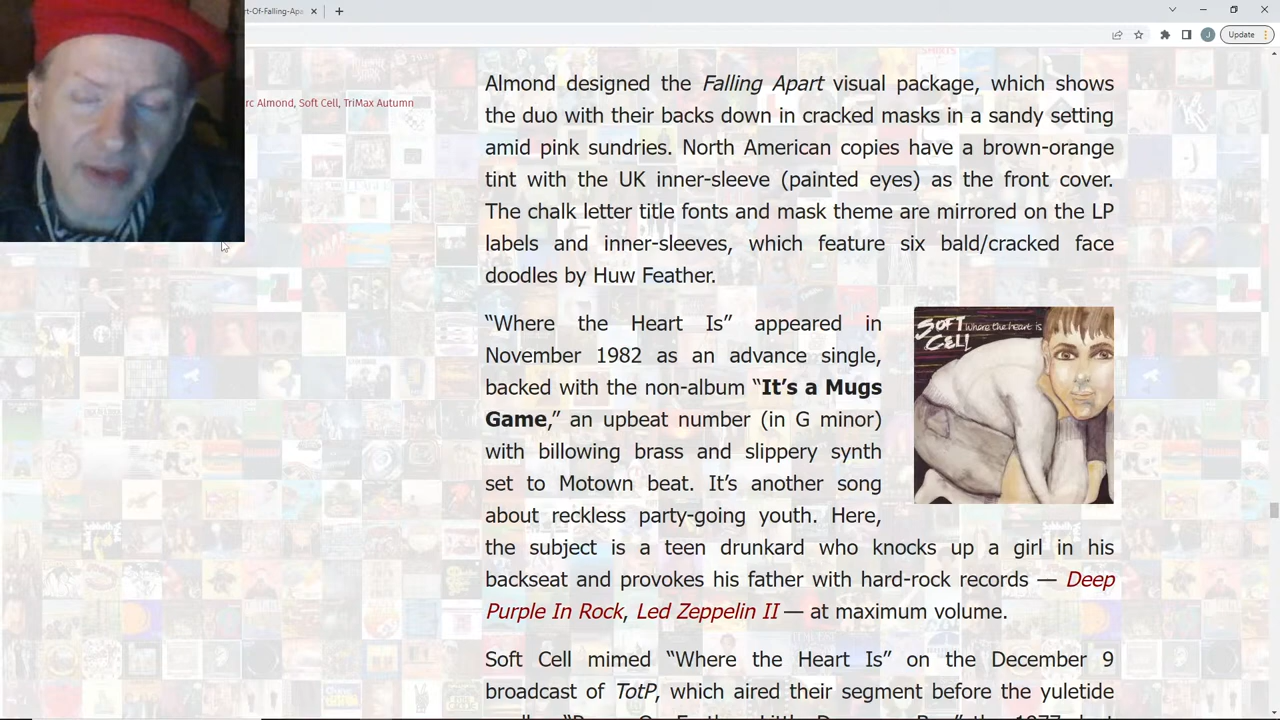 rt-Of-Falling-Apa
Update
rc Almond, Soft Cell, TriMax Autumn
Almond designed the Falling Apart visual package, which shows
the duo with their backs down in cracked masks in a sandy setting
amid pink sundries. North American copies have a brown-orange
tint with the UK inner-sleeve (painted eyes) as the front cover.
The chalk letter title fonts and mask theme are mirrored on the LP
labels and inner-sleeves, which feature six bald/cracked face
doodles by Huw Feather.
“Where the Heart Is” appeared in
November 1982 as an advance single,
backed with the non-album “It’s a Mugs
Game,” an upbeat number (in G minor)
with billowing brass and slippery synth
set to Motown beat. It’s another song
about reckless party-going youth. Here,
the subject is a teen drunkard who knocks up a girl in his
backseat and provokes his father with hard-rock records — Deep
Purple In Rock, Led Zeppelin II — at maximum volume.
SOFT CELL
where the heart is
Soft Cell mimed “Where the Heart Is” on the December 9
broadcast of TotP, which aired their segment before the yuletide